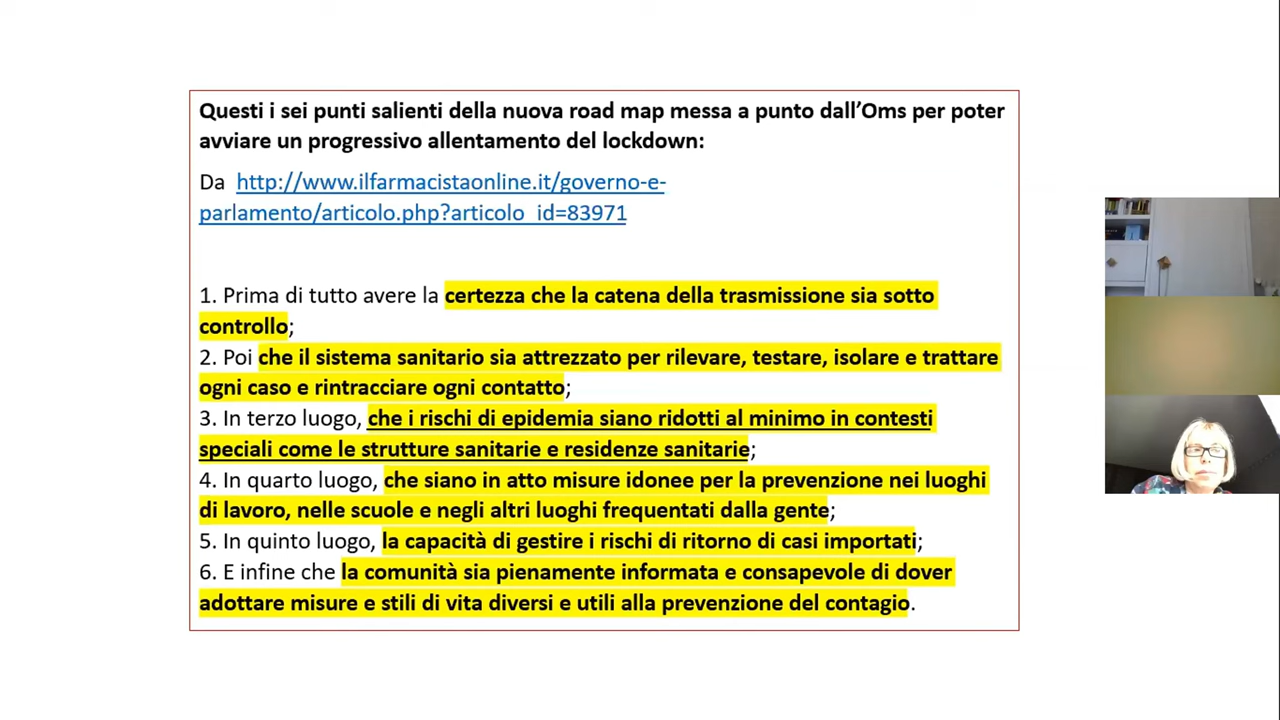 Questi i sei punti salienti della nuova road map messa a punto dall’Oms per poter
avviare un progressivo allentamento del lockdown:
Da http://www.ilfarmacistaonline.it/governo-e-
parlamento/articolo.php?articolo_id=83971
1. Prima di tutto avere la certezza che la catena della trasmissione sia sotto
controllo;
2. Poi che il sistema sanitario sia attrezzato per rilevare, testare, isolare e trattare
ogni caso e rintracciare ogni contatto;
3. In terzo luogo, che i rischi di epidemia siano ridotti al minimo in contesti
speciali come le strutture sanitarie e residenze sanitarie;
4. In quarto luogo, che siano in atto misure idonee per la prevenzione nei luoghi
di lavoro, nelle scuole e negli altri luoghi frequentati dalla gente;
5. In quinto luogo, la capacità di gestire i rischi di ritorno di casi importati;
6. E infine che la comunità sia pienamente informata e consapevole di dover
adottare misure e stili di vita diversi e utili alla prevenzione del contagio.